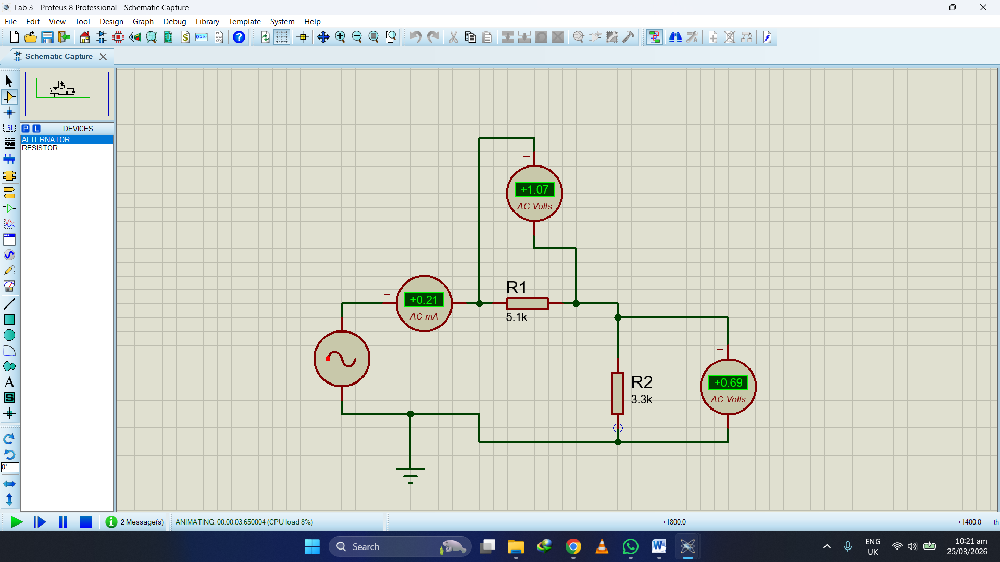 Lab 3 - Proteus 8 Professional - Schematic Capture
File Edit View Tool Design Graph Debug Library Template System Help
Schematic Capture
LBL
P L DEVICES
ALTERNATOR
RESISTOR
+
+1.07
AC Volts
−
+
+0.21
AC mA
−
R1
5.1k
R2
3.3k
+
+0.69
AC Volts
−
A
S
0°
2 Message(s)
ANIMATING: 00:00:03.650004 (CPU load 8%)
+1800.0
+1400.0
th
Search
ENG
UK
10:21 am
25/03/2026